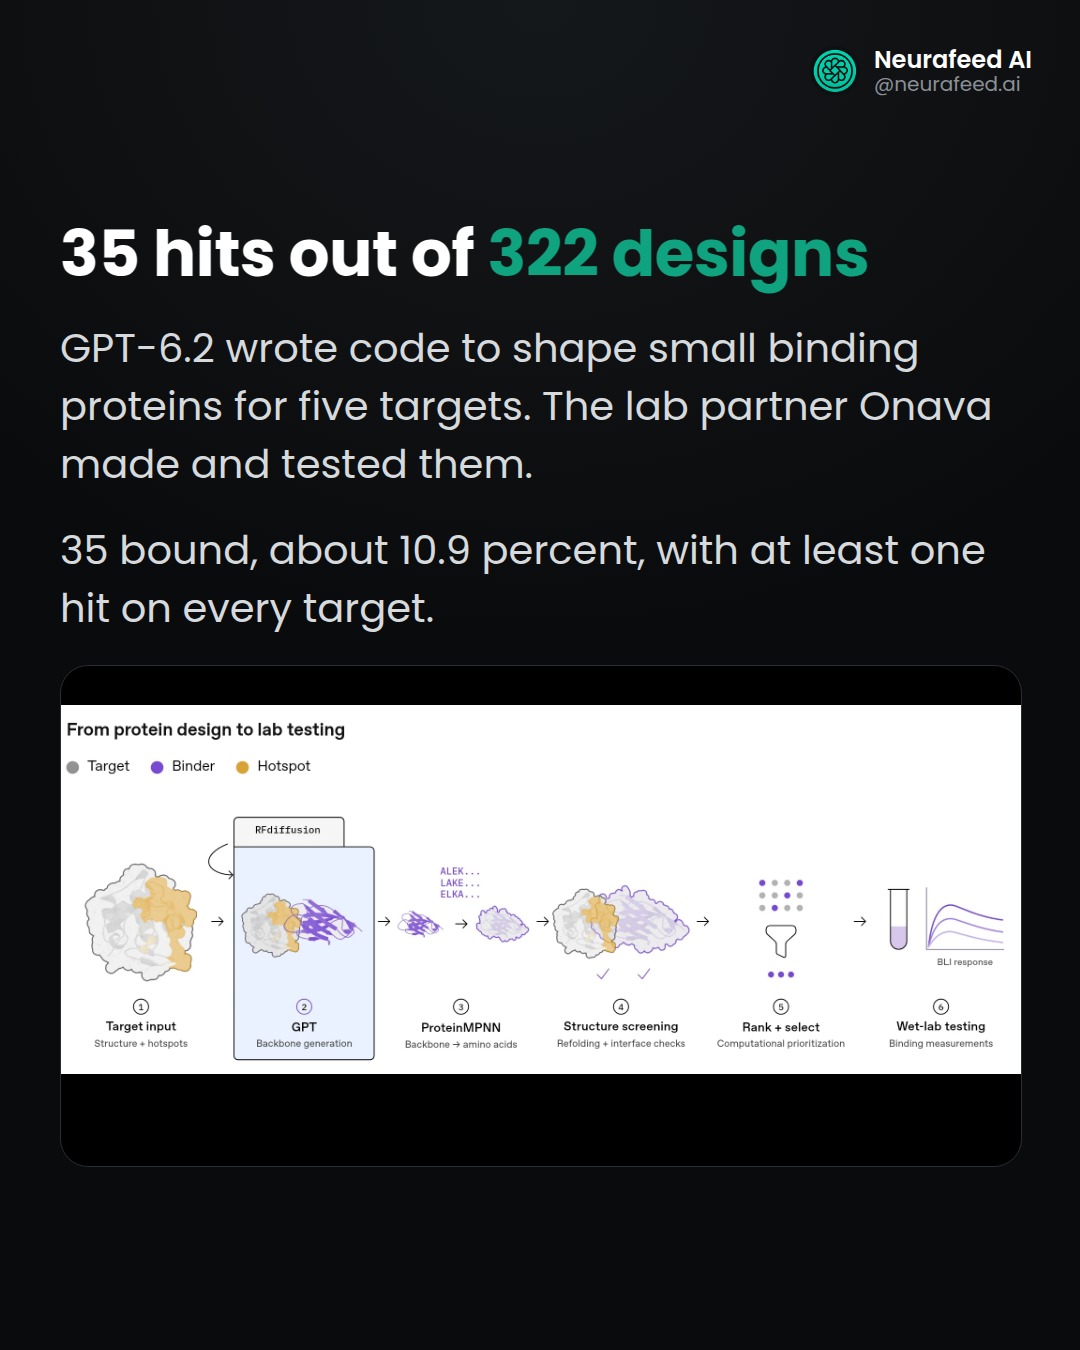 Neurafeed AI
@neurafeed.ai
35 hits out of 322 designs
GPT-6.2 wrote code to shape small binding
proteins for five targets. The lab partner Onava
made and tested them.
35 bound, about 10.9 percent, with at least one
hit on every target.
From protein design to lab testing
Target Binder Hotspot
RFdiffusion
ALEK...
LAKE...
ELKA...
BLI response
1
Target input
Structure + hotspots
2
GPT
Backbone generation
3
ProteinMPNN
Backbone → amino acids
4
Structure screening
Refolding + interface checks
5
Rank + select
Computational prioritization
6
Wet-lab testing
Binding measurements